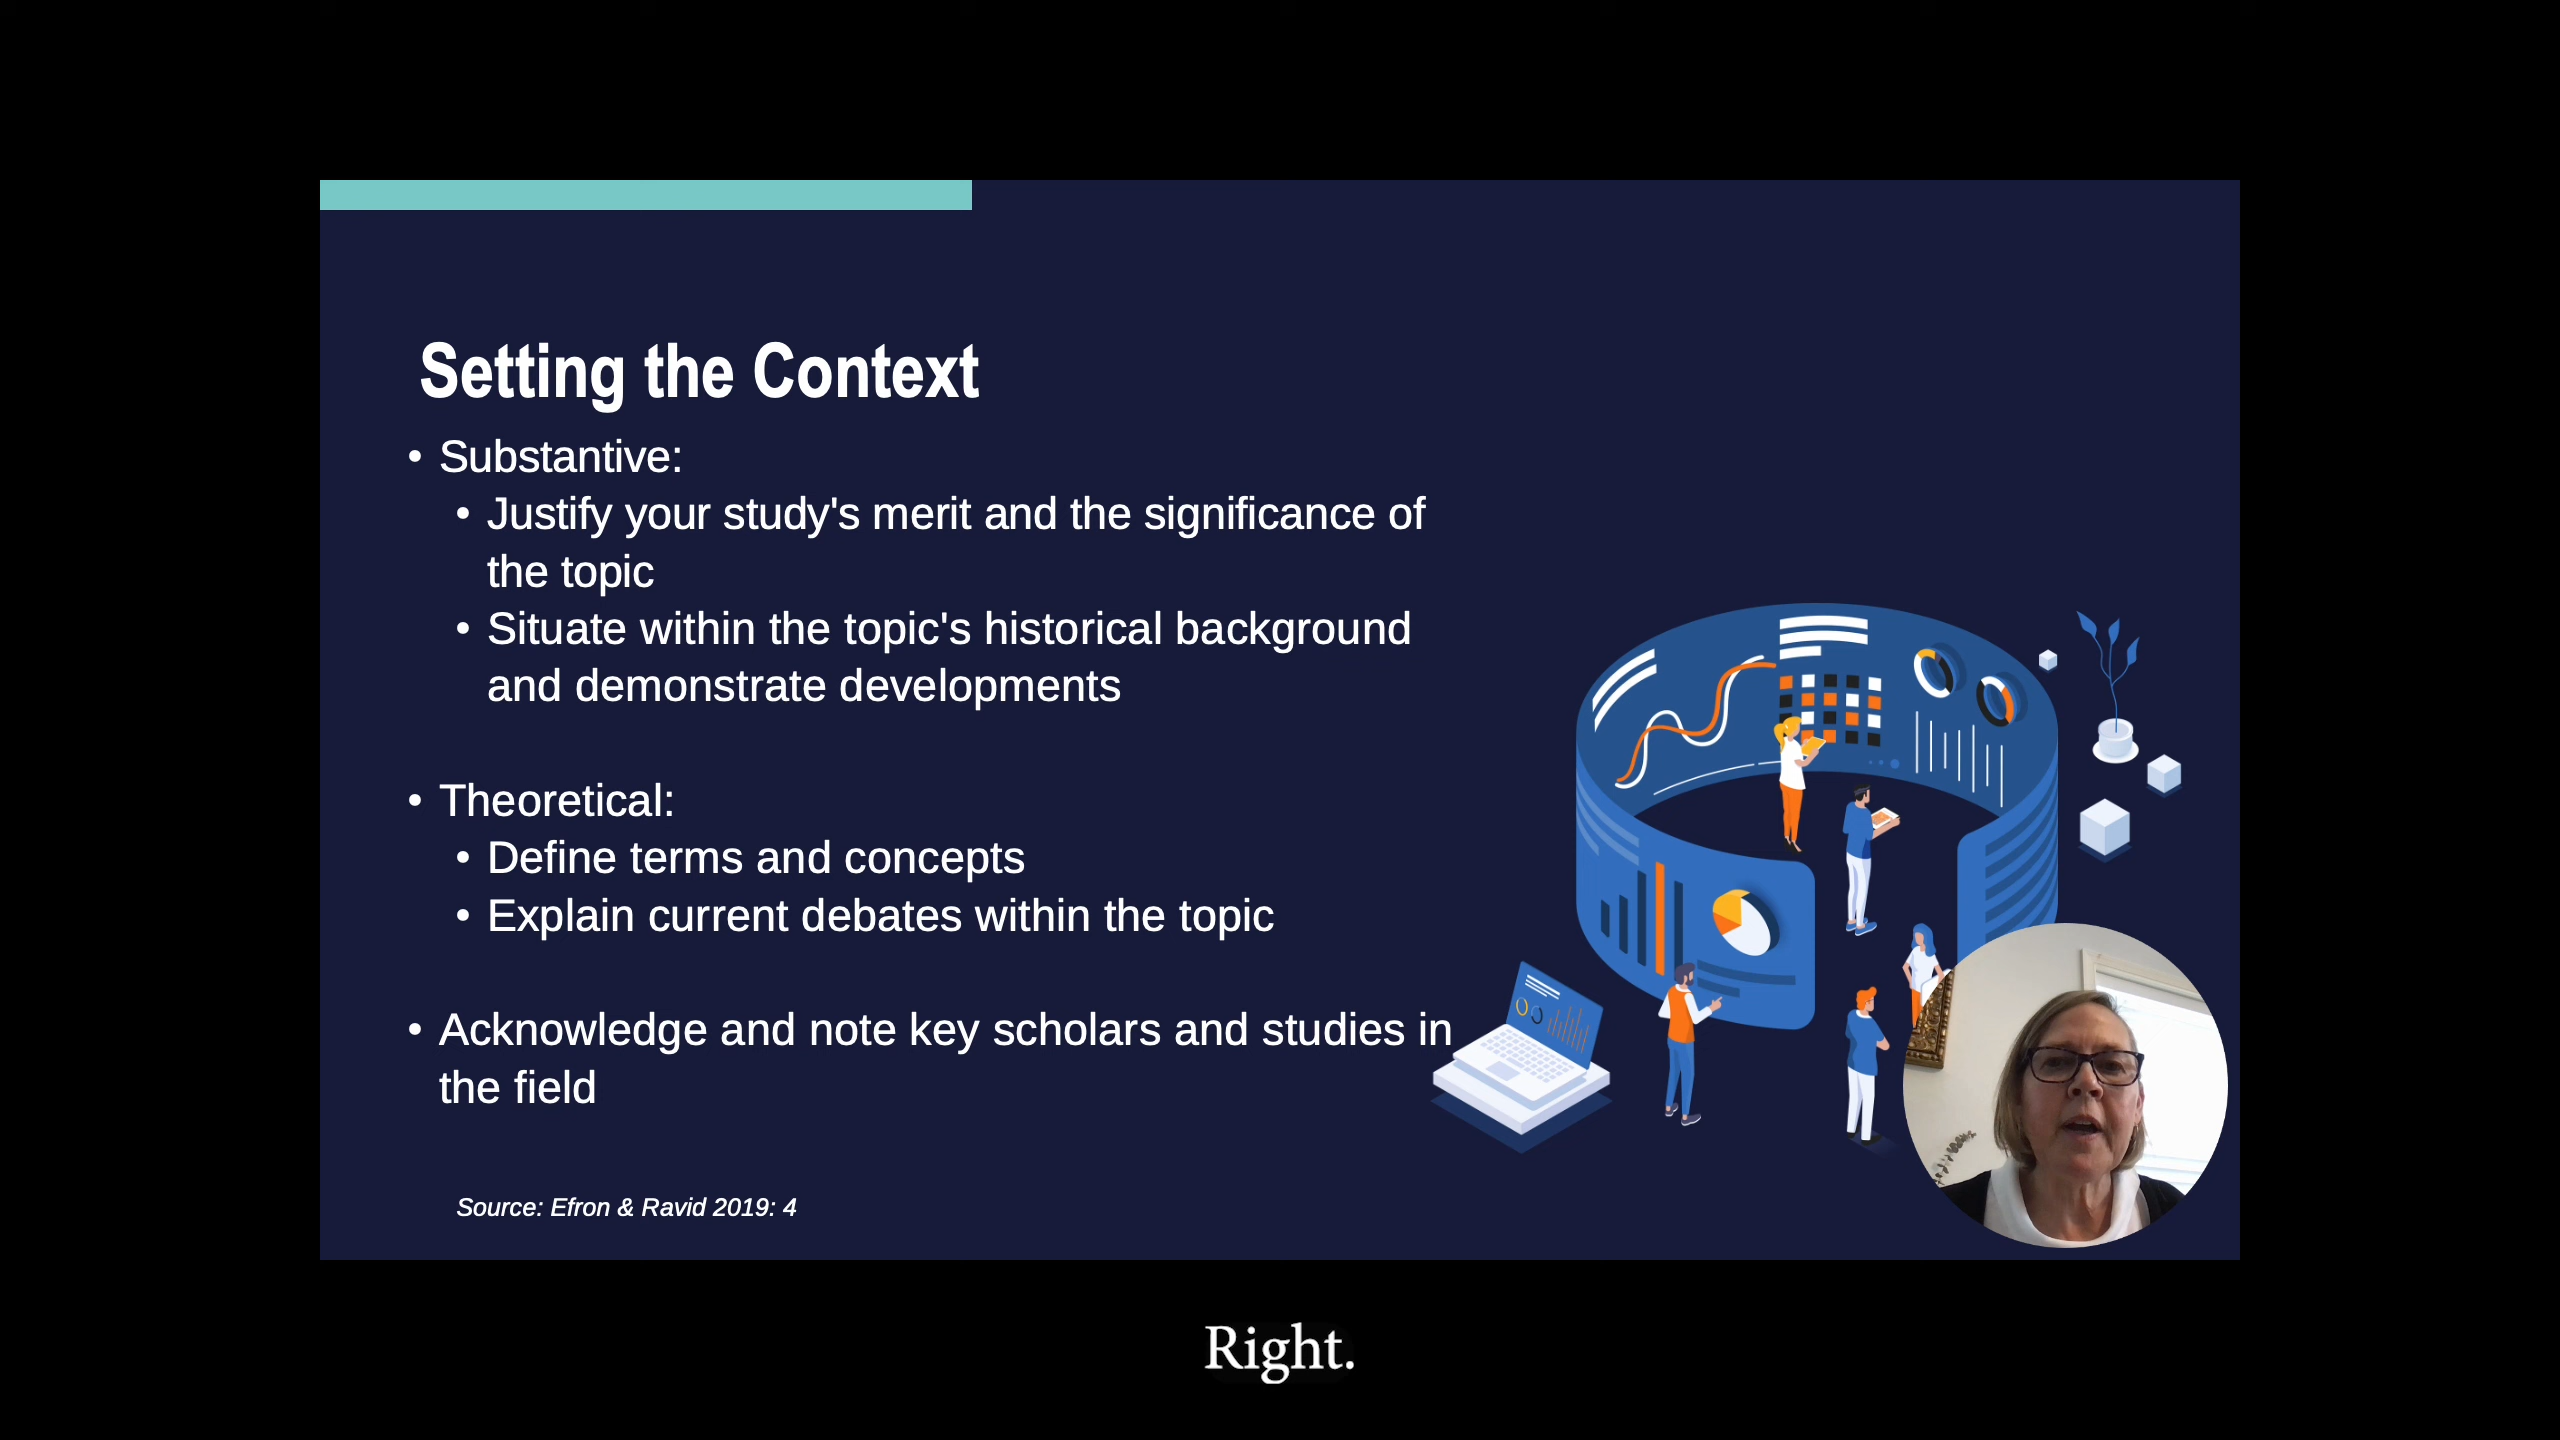 Setting the Context
• Substantive:
• Justify your study's merit and the significance of
the topic
• Situate within the topic's historical background
and demonstrate developments
• Theoretical:
• Define terms and concepts
• Explain current debates within the topic
• Acknowledge and note key scholars and studies in
the field
Source: Efron & Ravid 2019: 4
Right.